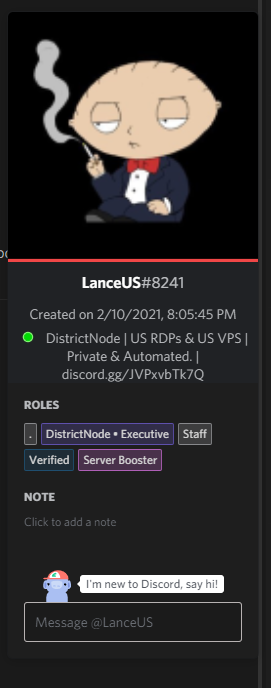 LanceUS#8241
Created on 2/10/2021, 8:05:45 PM
DistrictNode | US RDPs & US VPS |
Private & Automated. |
discord.gg/JVPxvbTk7Q
ROLES
. DistrictNode • Executive Staff
Verified Server Booster
NOTE
Click to add a note
I'm new to Discord, say hi!
Message @LanceUS